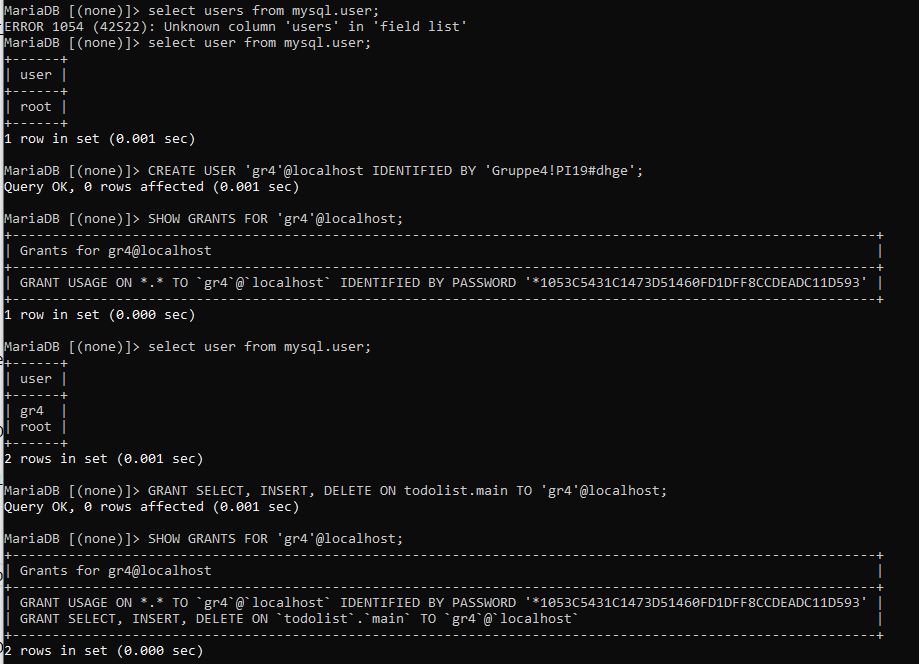 MariaDB [(none)]> select users from mysql.user;
ERROR 1054 (42S22): Unknown column 'users' in 'field list'
MariaDB [(none)]> select user from mysql.user;
+------+
| user |
+------+
| root |
+------+
1 row in set (0.001 sec)
MariaDB [(none)]> CREATE USER 'gr4'@localhost IDENTIFIED BY 'Gruppe4!PI19#dhge';
Query OK, 0 rows affected (0.001 sec)
MariaDB [(none)]> SHOW GRANTS FOR 'gr4'@localhost;
+------------------------------------------------------------------------------------------------------------+
| Grants for gr4@localhost                                                                                   |
+------------------------------------------------------------------------------------------------------------+
| GRANT USAGE ON *.* TO `gr4`@`localhost` IDENTIFIED BY PASSWORD '*1053C5431C1473D51460FD1DFF8CCDEADC11D593' |
+------------------------------------------------------------------------------------------------------------+
1 row in set (0.000 sec)
MariaDB [(none)]> select user from mysql.user;
+------+
| user |
+------+
| gr4  |
| root |
+------+
2 rows in set (0.001 sec)
MariaDB [(none)]> GRANT SELECT, INSERT, DELETE ON todolist.main TO 'gr4'@localhost;
Query OK, 0 rows affected (0.001 sec)
MariaDB [(none)]> SHOW GRANTS FOR 'gr4'@localhost;
+------------------------------------------------------------------------------------------------------------+
| Grants for gr4@localhost                                                                                   |
+------------------------------------------------------------------------------------------------------------+
| GRANT USAGE ON *.* TO `gr4`@`localhost` IDENTIFIED BY PASSWORD '*1053C5431C1473D51460FD1DFF8CCDEADC11D593' |
| GRANT SELECT, INSERT, DELETE ON `todolist`.`main` TO `gr4`@`localhost`                                     |
+------------------------------------------------------------------------------------------------------------+
2 rows in set (0.000 sec)